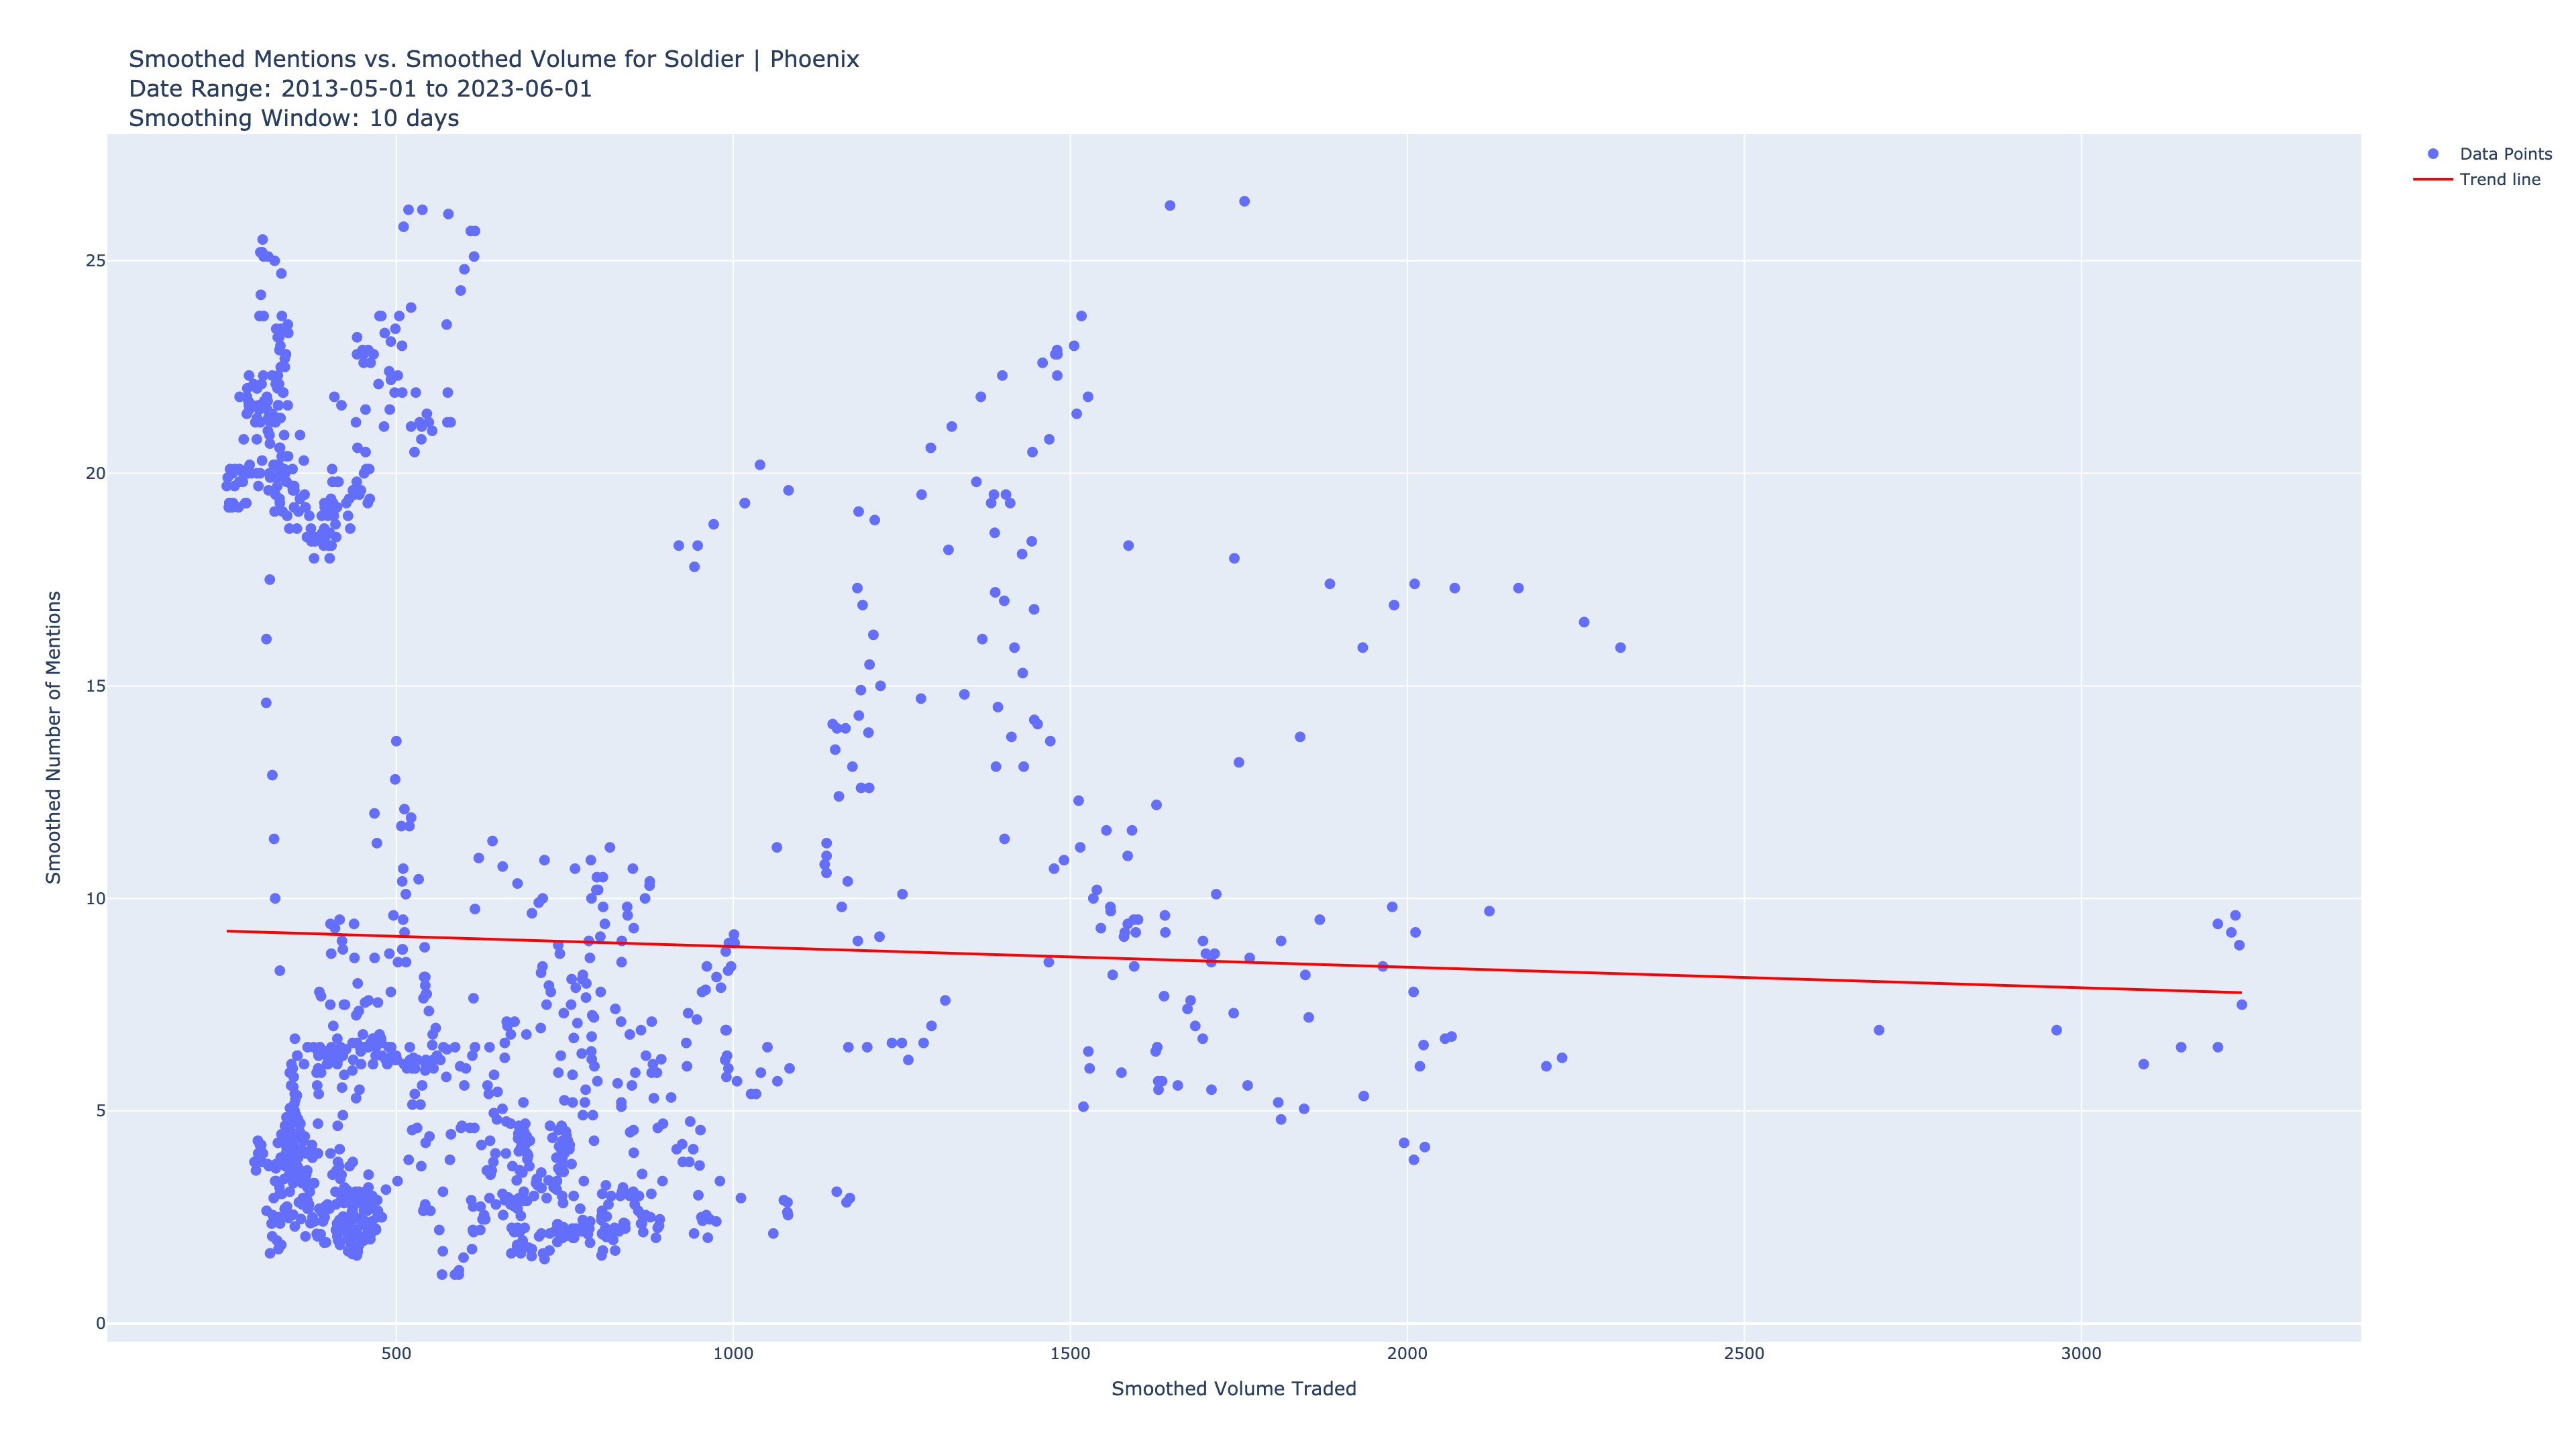 Smoothed Mentions vs. Smoothed Volume for Soldier | Phoenix
Date Range: 2013-05-01 to 2023-06-01
Smoothing Window: 10 days
Data Points
Trend line
25
20
15
10
5
0
Smoothed Number of Mentions
500
1000
1500
2000
2500
3000
Smoothed Volume Traded